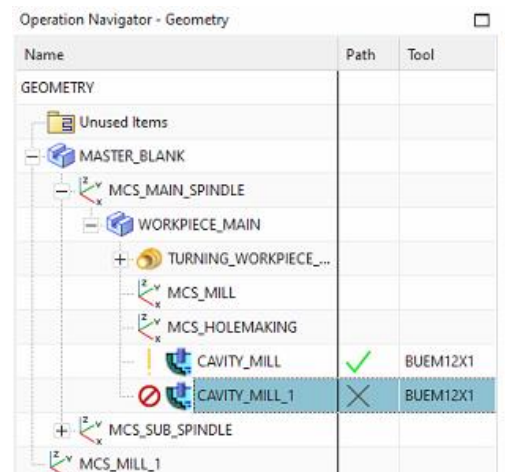 Operation Navigator - Geometry
Name Path Tool
GEOMETRY
Unused Items
MASTER_BLANK
MCS_MAIN_SPINDLE
WORKPIECE_MAIN
TURNING_WORKPIECE_...
MCS_MILL
MCS_HOLEMAKING
CAVITY_MILL BUEM12X1
CAVITY_MILL_1 BUEM12X1
MCS_SUB_SPINDLE
MCS_MILL_1